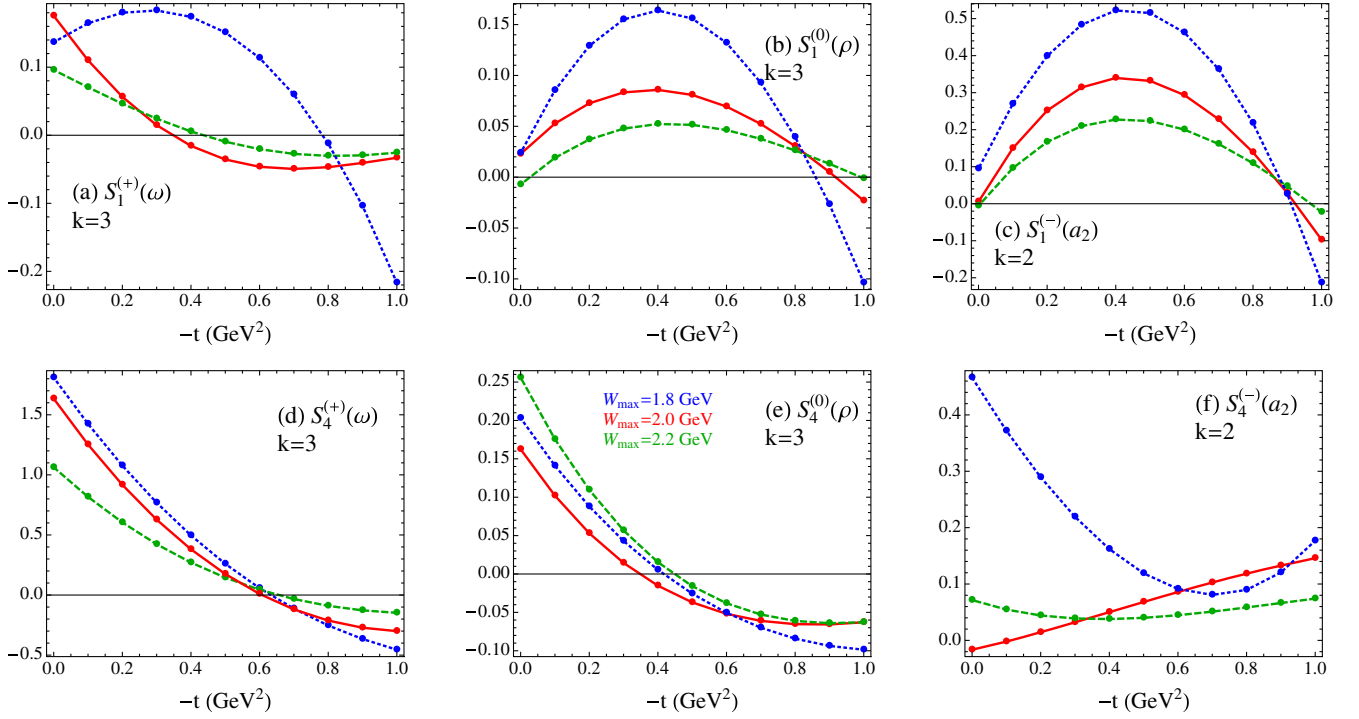 0.1
0.0
−0.1
−0.2
(a) S₁⁽⁺⁾(ω)
k=3
0.0 0.2 0.4 0.6 0.8 1.0
−t (GeV²)
0.15
0.10
0.05
0.00
−0.05
−0.10
(b) S₁⁽⁰⁾(ρ)
k=3
0.0 0.2 0.4 0.6 0.8 1.0
−t (GeV²)
0.5
0.4
0.3
0.2
0.1
0.0
−0.1
−0.2
(c) S₁⁽⁻⁾(a₂)
k=2
0.0 0.2 0.4 0.6 0.8 1.0
−t (GeV²)
1.5
1.0
0.5
0.0
−0.5
(d) S₄⁽⁺⁾(ω)
k=3
0.0 0.2 0.4 0.6 0.8 1.0
−t (GeV²)
0.25
0.20
0.15
0.10
0.05
0.00
−0.05
−0.10
W_max=1.8 GeV
W_max=2.0 GeV
W_max=2.2 GeV
(e) S₄⁽⁰⁾(ρ)
k=3
0.0 0.2 0.4 0.6 0.8 1.0
−t (GeV²)
0.4
0.3
0.2
0.1
0.0
(f) S₄⁽⁻⁾(a₂)
k=2
0.0 0.2 0.4 0.6 0.8 1.0
−t (GeV²)